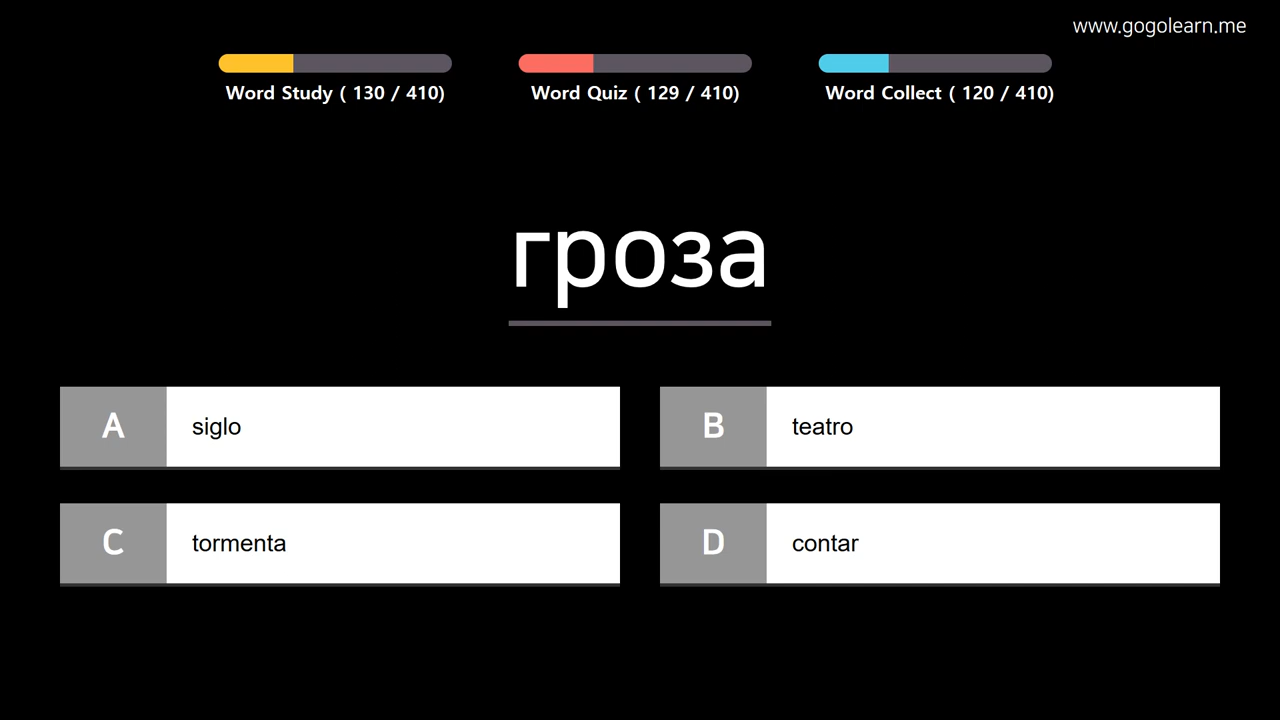 www.gogolearn.me
Word Study ( 130 / 410)
Word Quiz ( 129 / 410)
Word Collect ( 120 / 410)
гроза
A siglo
B teatro
C tormenta
D contar